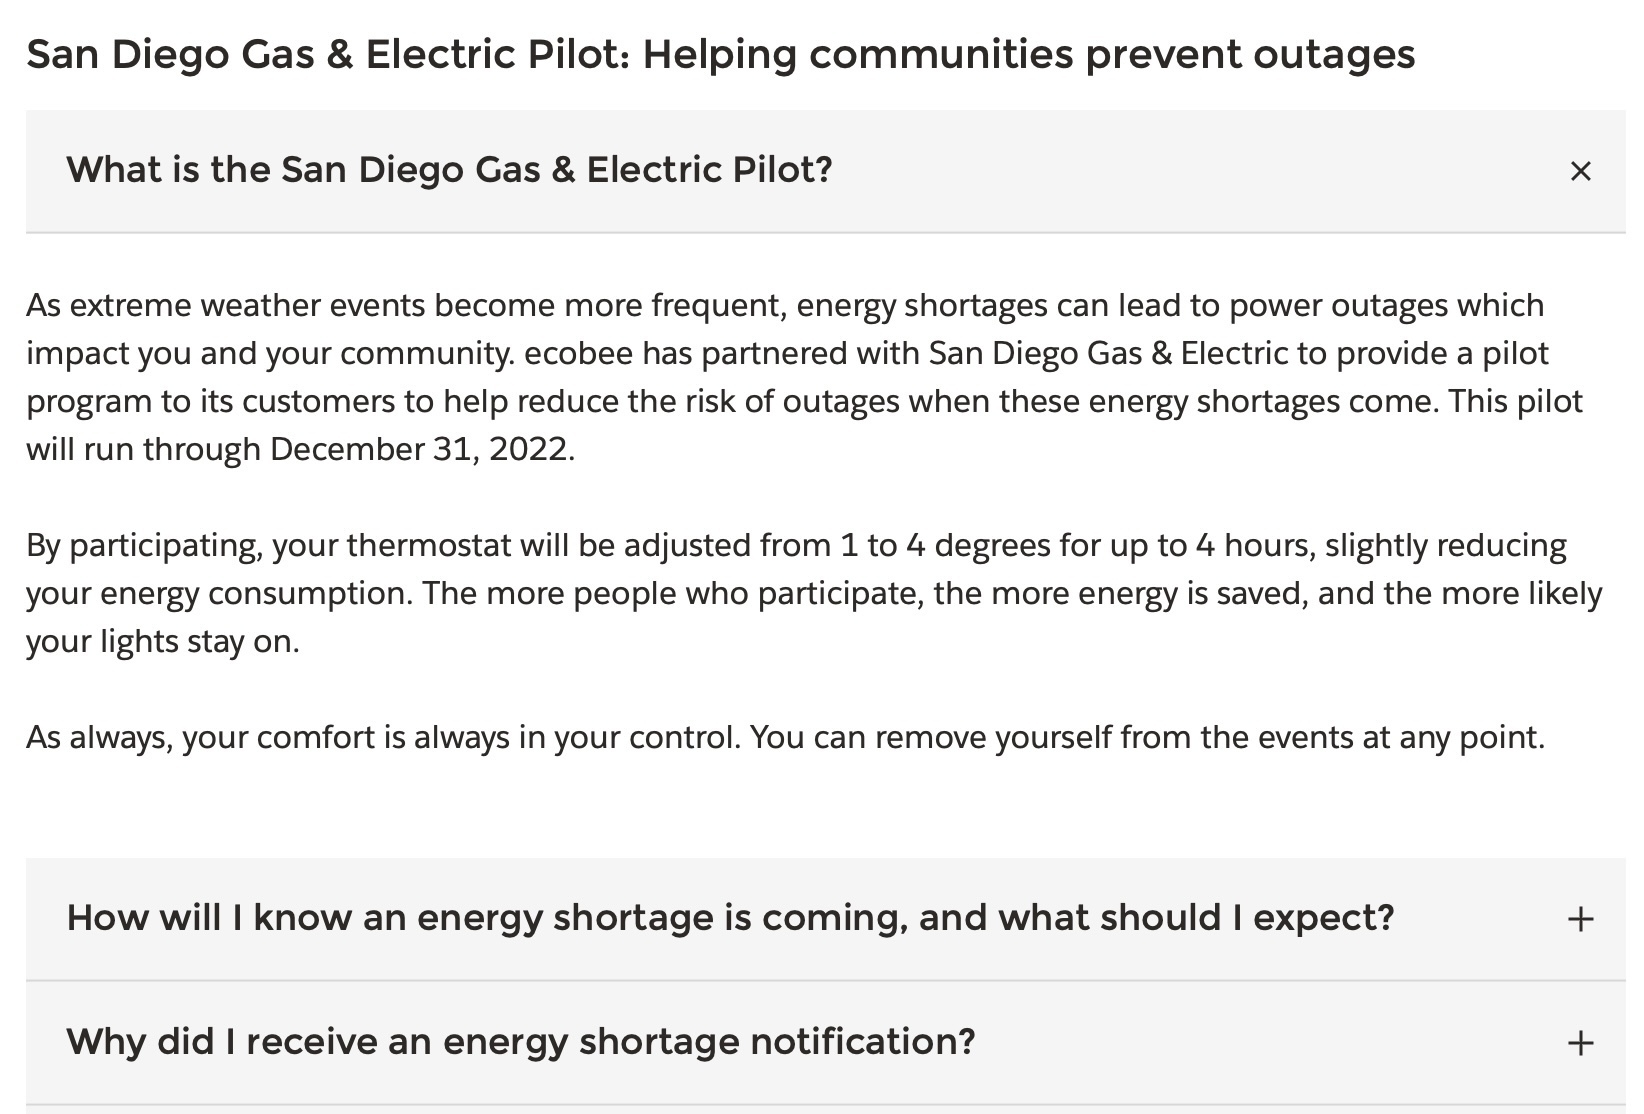 San Diego Gas & Electric Pilot: Helping communities prevent outages
What is the San Diego Gas & Electric Pilot?
As extreme weather events become more frequent, energy shortages can lead to power outages which
impact you and your community. ecobee has partnered with San Diego Gas & Electric to provide a pilot
program to its customers to help reduce the risk of outages when these energy shortages come. This pilot
will run through December 31, 2022.
By participating, your thermostat will be adjusted from 1 to 4 degrees for up to 4 hours, slightly reducing
your energy consumption. The more people who participate, the more energy is saved, and the more likely
your lights stay on.
As always, your comfort is always in your control. You can remove yourself from the events at any point.
How will I know an energy shortage is coming, and what should I expect?
Why did I receive an energy shortage notification?